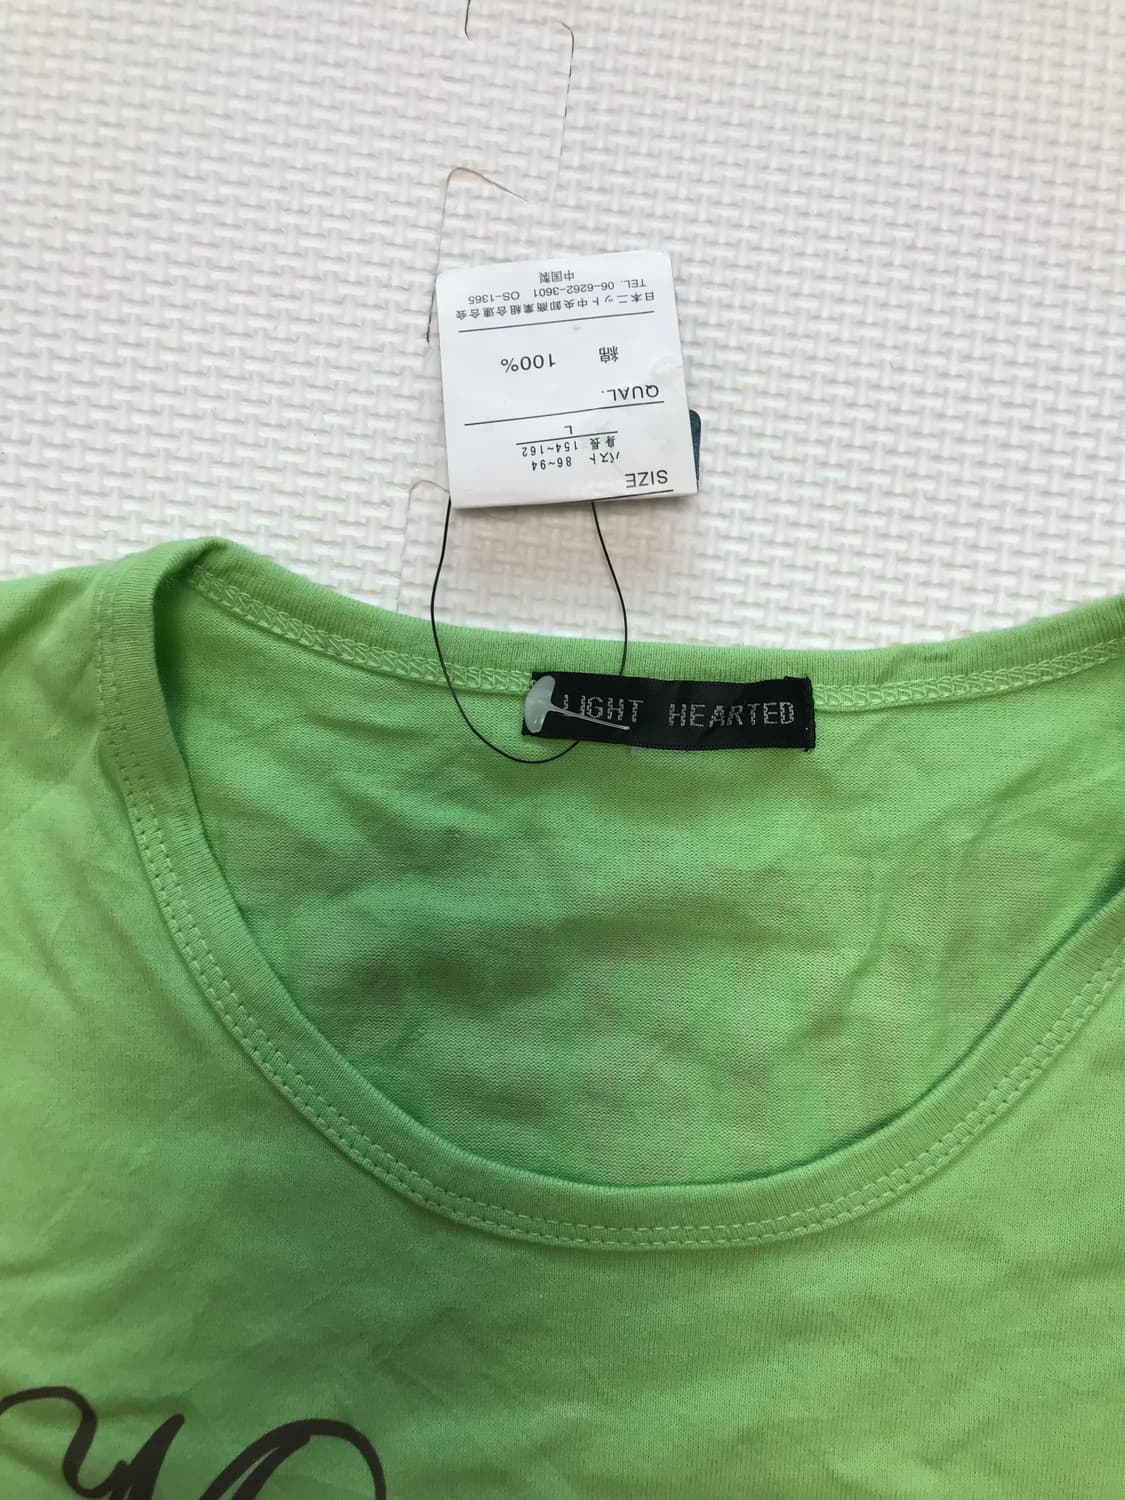 SIZE
バスト 86~94
身長 154~162
L
QUAL.
綿 100%
日本ニット中央卸商業組合連合会
TEL. 06-6262-3601 OS-1365
中国製
LIGHT HEARTED